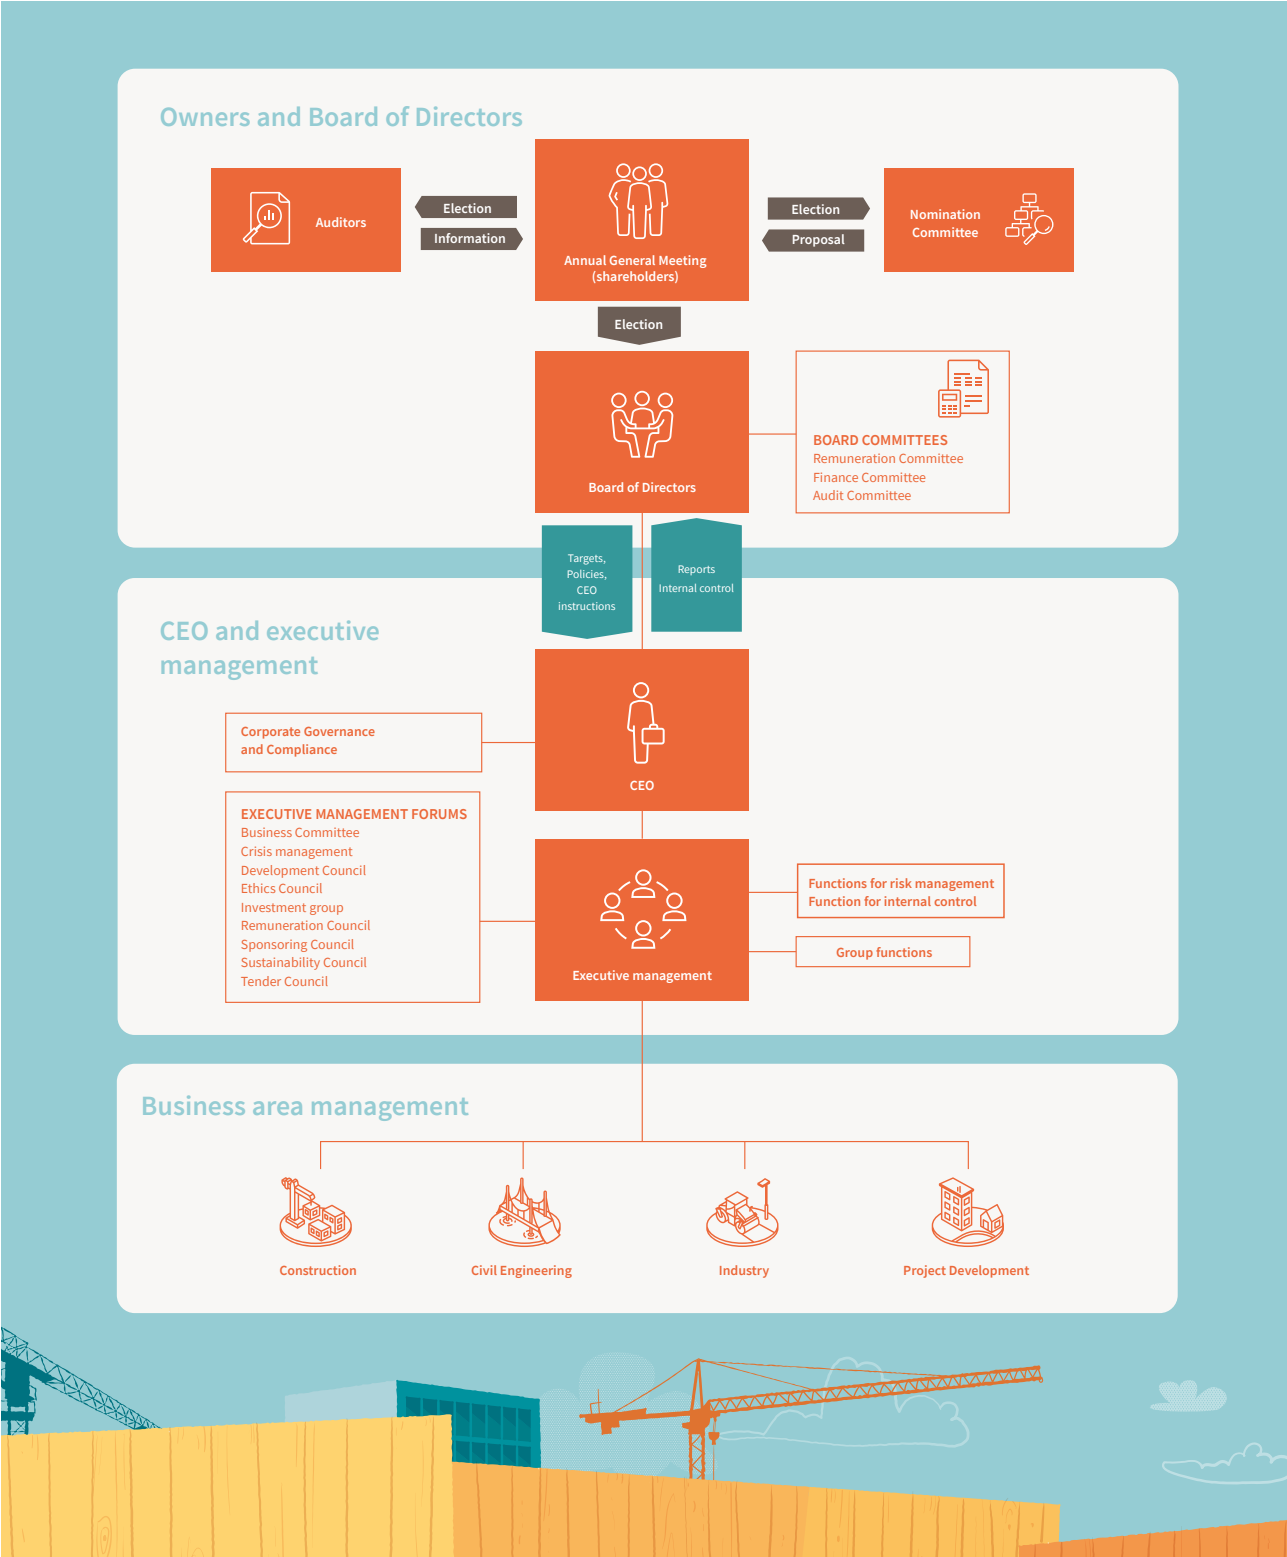 Owners and Board of Directors
Auditors
Election
Information
Annual General Meeting
(shareholders)
Election
Proposal
Nomination
Committee
Election
Board of Directors
BOARD COMMITTEES
Remuneration Committee
Finance Committee
Audit Committee
Targets,
Policies,
CEO
instructions
Reports
Internal control
CEO and executive
management
Corporate Governance
and Compliance
CEO
EXECUTIVE MANAGEMENT FORUMS
Business Committee
Crisis management
Development Council
Ethics Council
Investment group
Remuneration Council
Sponsoring Council
Sustainability Council
Tender Council
Executive management
Functions for risk management
Function for internal control
Group functions
Business area management
Construction
Civil Engineering
Industry
Project Development